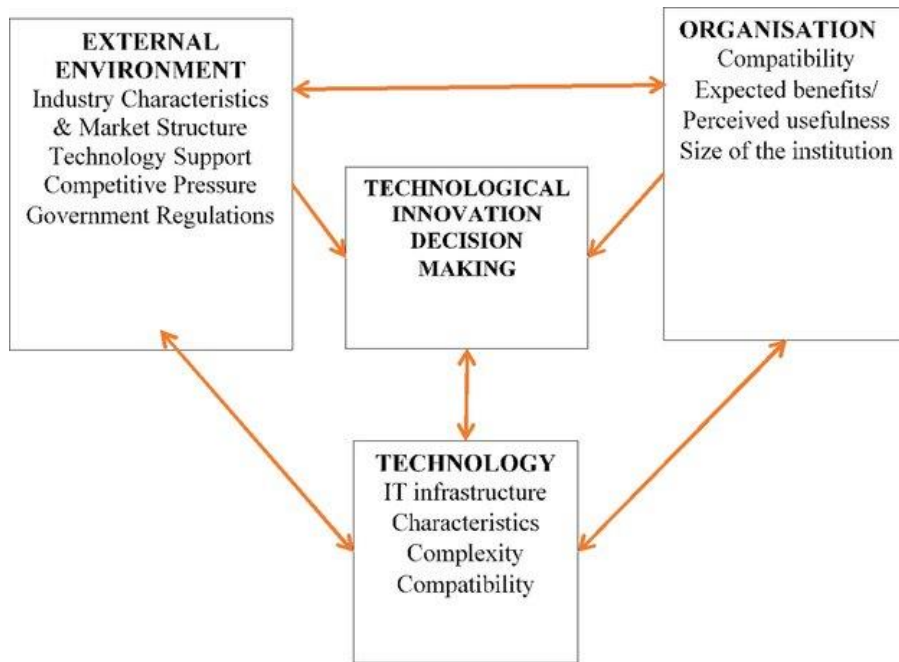 EXTERNAL
ENVIRONMENT
Industry Characteristics
& Market Structure
Technology Support
Competitive Pressure
Government Regulations
ORGANISATION
Compatibility
Expected benefits/
Perceived usefulness
Size of the institution
TECHNOLOGICAL
INNOVATION
DECISION
MAKING
TECHNOLOGY
IT infrastructure
Characteristics
Complexity
Compatibility